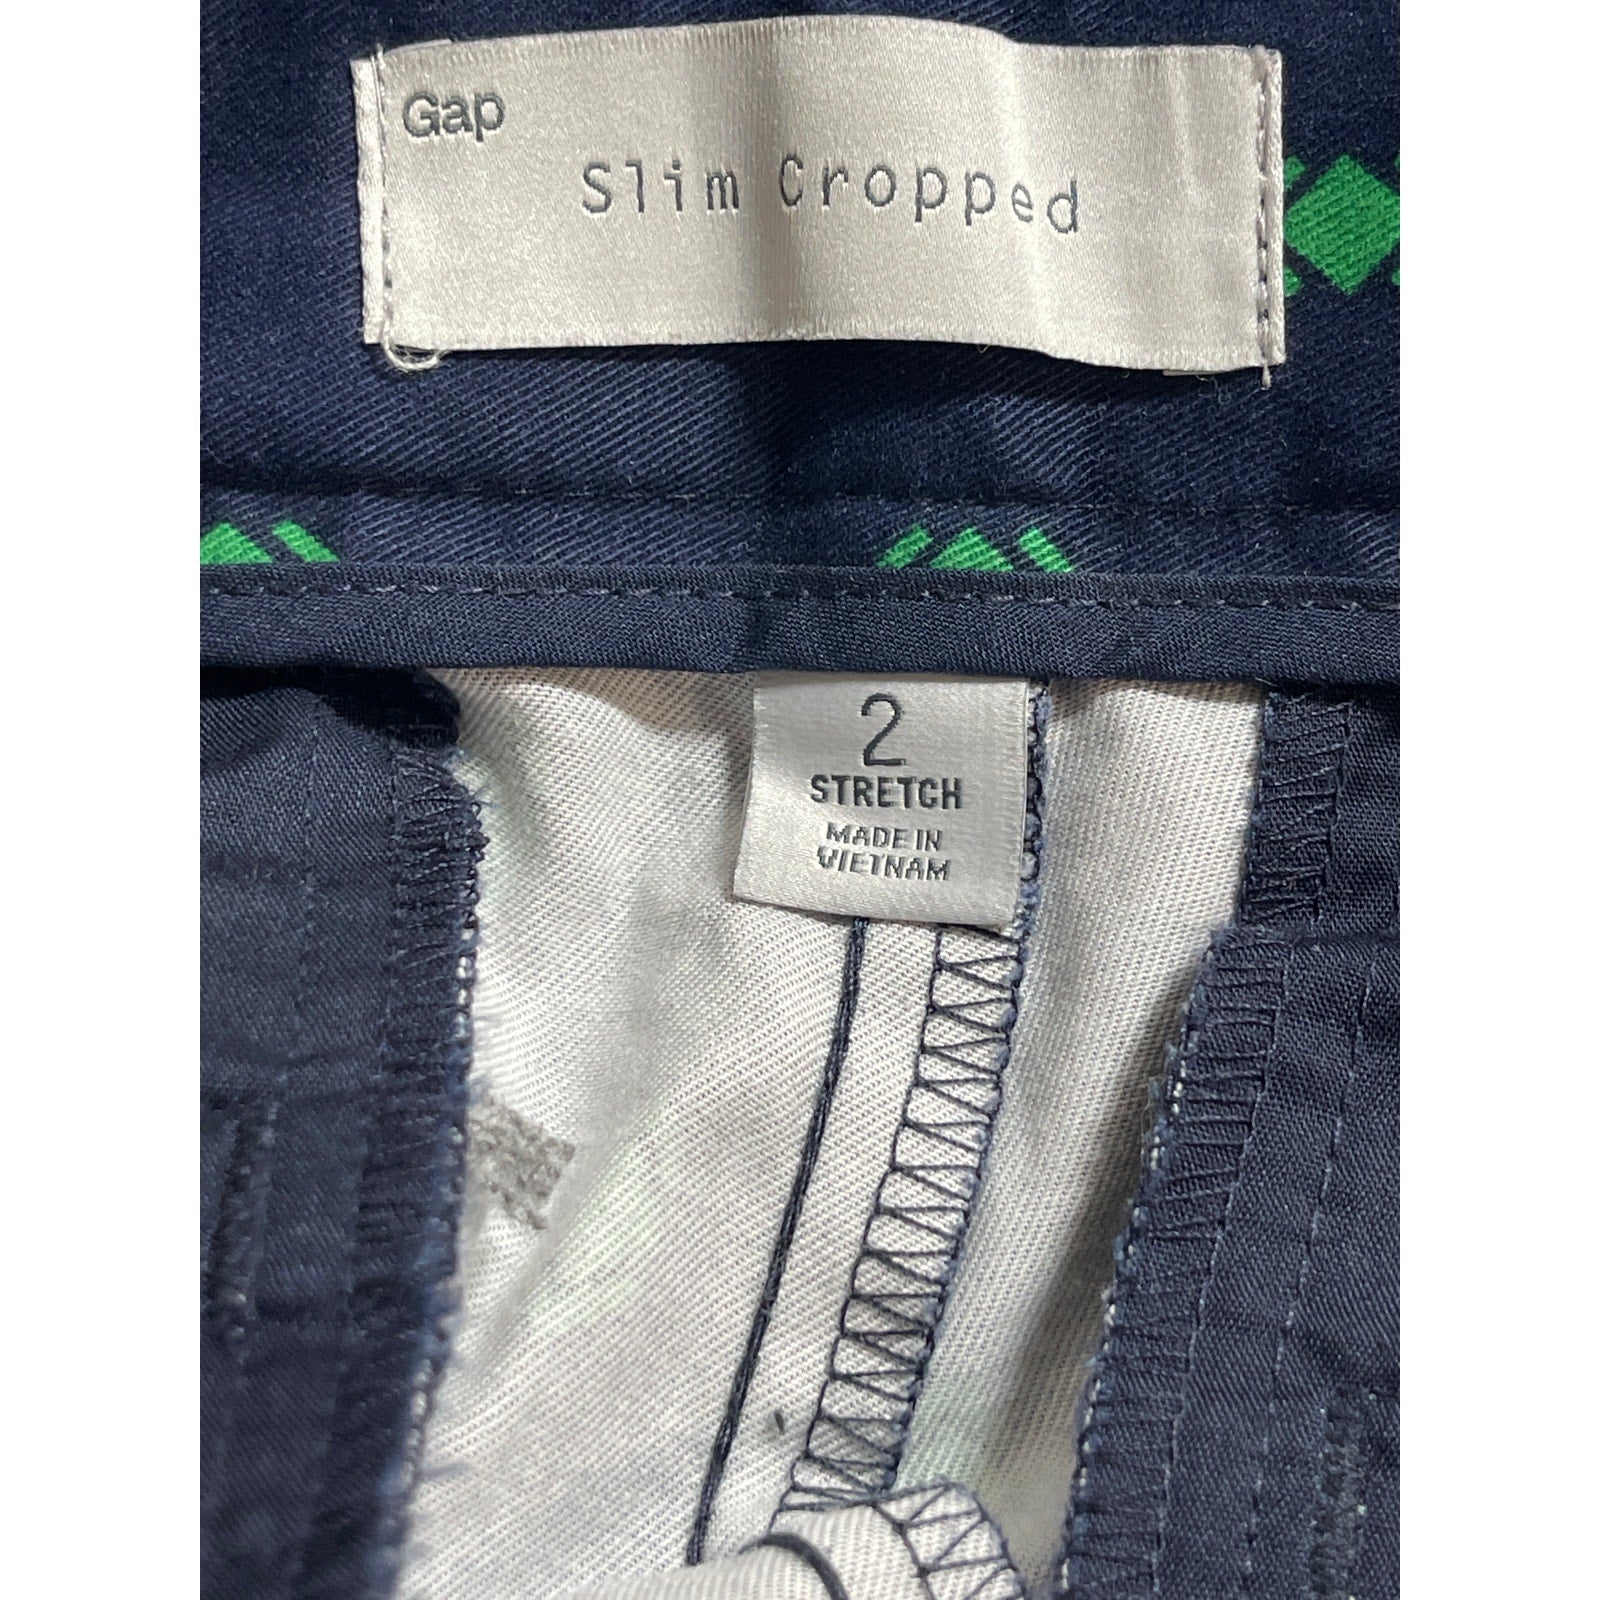 Gap
Slim Cropped
2
STRETCH
MADE IN
VIETNAM